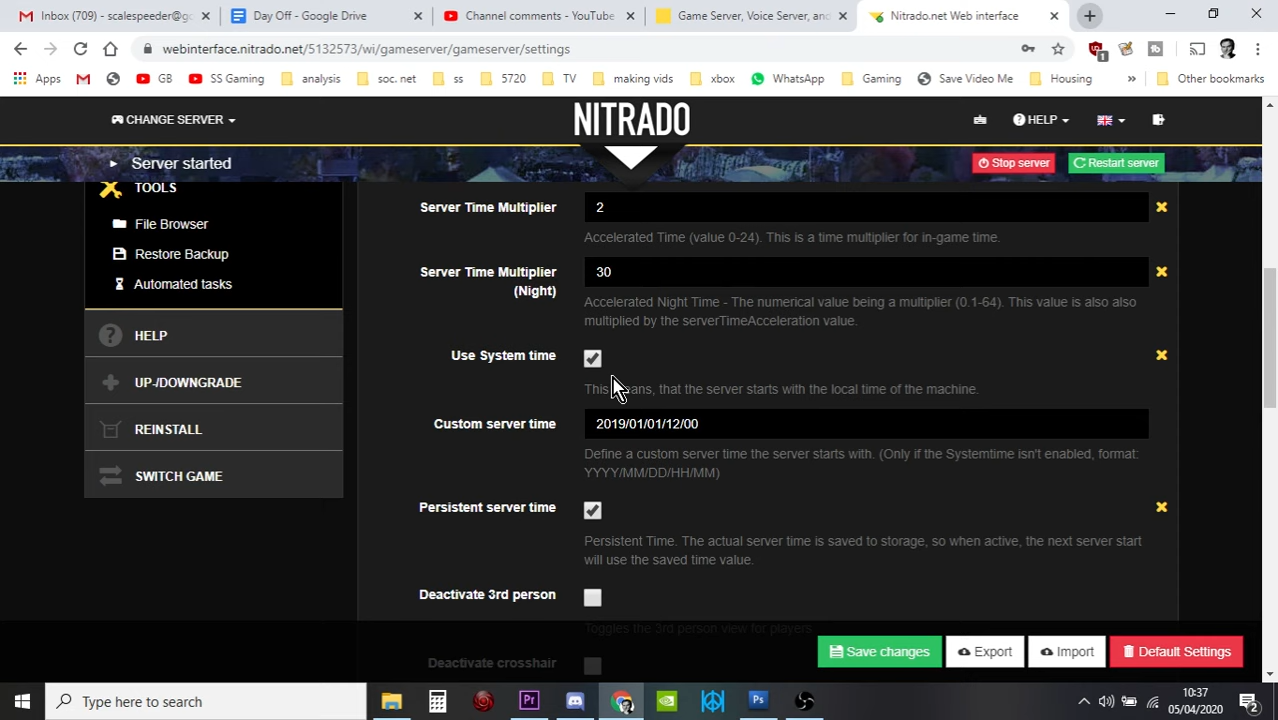 Inbox (709) - scalespeeder@go
Day Off - Google Drive
Channel comments - YouTube
Game Server, Voice Server, and
Nitrado.net Web interface
webinterface.nitrado.net/5132573/wi/gameserver/gameserver/settings
1
Apps
GB
SS Gaming
analysis
soc. net
ss
5720
TV
making vids
xbox
WhatsApp
Gaming
Save Video Me
Housing
»
Other bookmarks
CHANGE SERVER
NITRADO
HELP
Server started
Stop server
Restart server
TOOLS
File Browser
Restore Backup
Automated tasks
HELP
UP-/DOWNGRADE
REINSTALL
SWITCH GAME
Server Time Multiplier
2
Accelerated Time (value 0-24). This is a time multiplier for in-game time.
Server Time Multiplier
(Night)
30
Accelerated Night Time - The numerical value being a multiplier (0.1-64). This value is also also
multiplied by the serverTimeAcceleration value.
Use System time
This means, that the server starts with the local time of the machine.
Custom server time
2019/01/01/12/00
Define a custom server time the server starts with. (Only if the Systemtime isn't enabled, format:
YYYY/MM/DD/HH/MM)
Persistent server time
Persistent Time. The actual server time is saved to storage, so when active, the next server start
will use the saved time value.
Deactivate 3rd person
Toggles the 3rd person view for players.
Deactivate crosshair
Save changes
Export
Import
Default Settings
Type here to search
Pr
Ps
10:37
05/04/2020
2